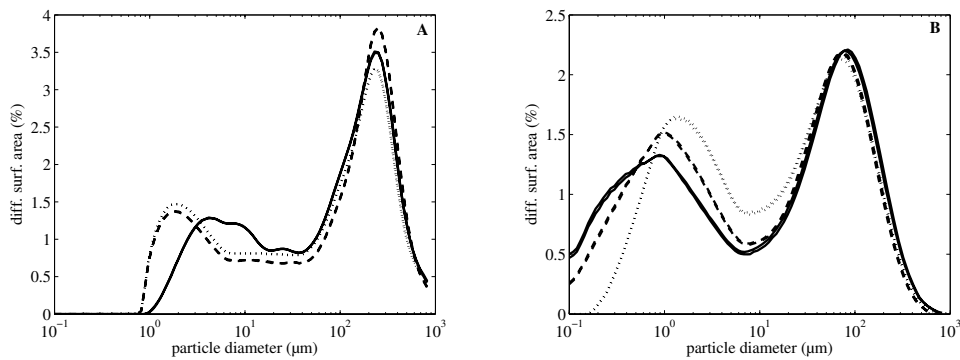 4
3.5
3
2.5
2
1.5
1
0.5
0
diff. surf. area (%)
A
10⁻¹ 10⁰ 10¹ 10² 10³
particle diameter (μm)
2.5
2
1.5
1
0.5
0
diff. surf. area (%)
B
10⁻¹ 10⁰ 10¹ 10² 10³
particle diameter (μm)